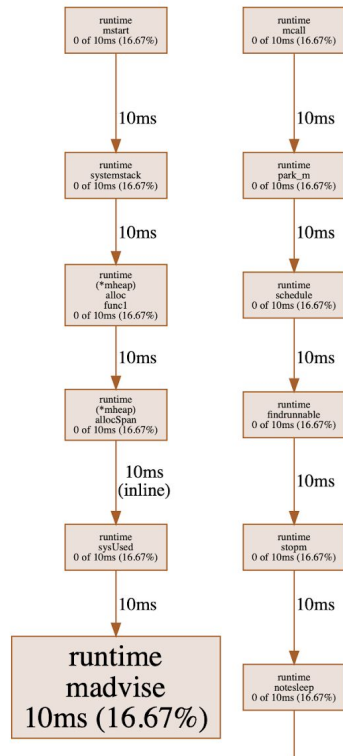 runtime
mstart
0 of 10ms (16.67%)
10ms
runtime
systemstack
0 of 10ms (16.67%)
10ms
runtime
(*mheap)
alloc
func1
0 of 10ms (16.67%)
10ms
runtime
(*mheap)
allocSpan
0 of 10ms (16.67%)
10ms
(inline)
runtime
sysUsed
0 of 10ms (16.67%)
10ms
runtime
madvise
10ms (16.67%)
runtime
mcall
0 of 10ms (16.67%)
10ms
runtime
park_m
0 of 10ms (16.67%)
10ms
runtime
schedule
0 of 10ms (16.67%)
10ms
runtime
findrunnable
0 of 10ms (16.67%)
10ms
runtime
stopm
0 of 10ms (16.67%)
10ms
runtime
notesleep
0 of 10ms (16.67%)